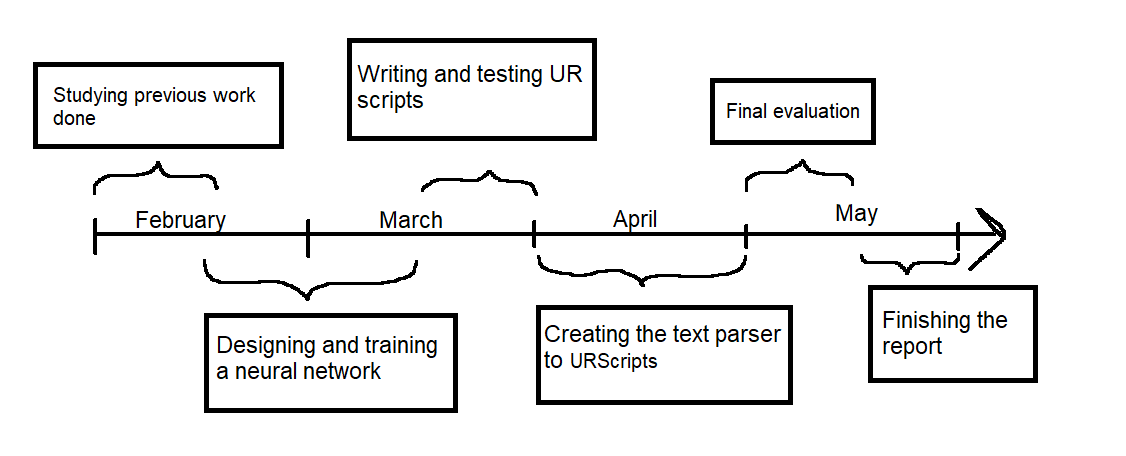 Studying previous work
done
Writing and testing UR
scripts
Final evaluation
February
March
April
May
Designing and training
a neural network
Creating the text parser
to URScripts
Finishing the
report